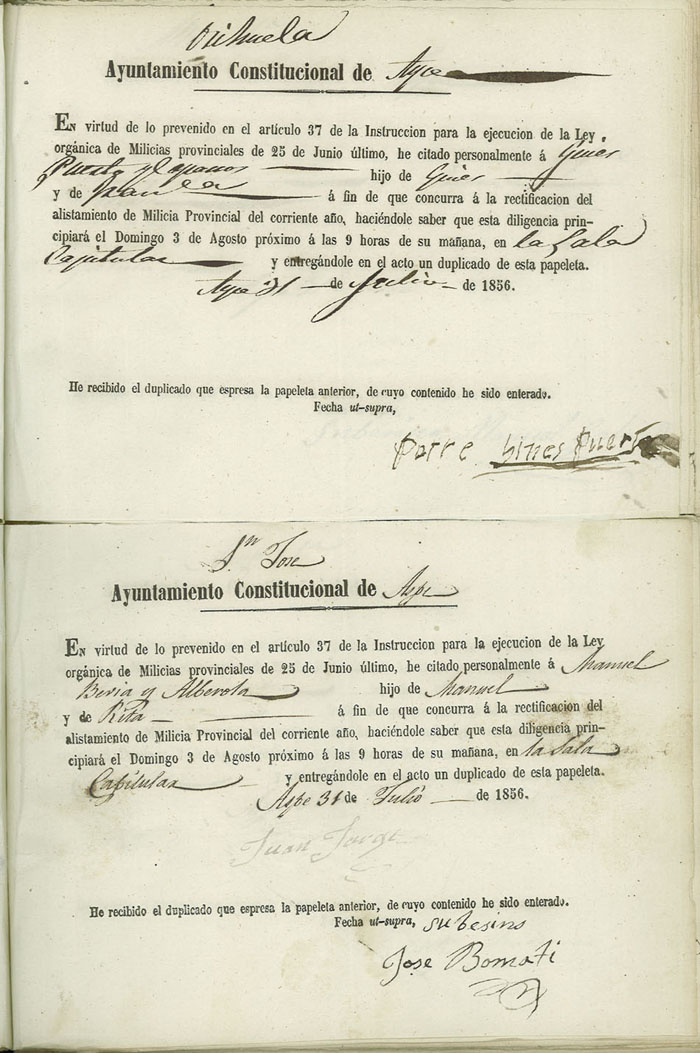 Orihuela
Ayuntamiento Constitucional de Aspe
EN virtud de lo prevenido en el artículo 37 de la Instruccion para la ejecucion de la Ley
orgánica de Milicias provinciales de 25 de Junio último, he citado personalmente á Gines
Puerto y hijo de Gines
y de á fin de que concurra á la rectificacion del
alistamiento de Milicia Provincial del corriente año, haciéndole saber que esta diligencia prin-
cipiará el Domingo 3 de Agosto próximo á las 9 horas de su mañana, en la Sala
Capitular y entregándole en el acto un duplicado de esta papeleta.
Aspe 31 de Julio de 1856.
He recibido el duplicado que espresa la papeleta anterior, de cuyo contenido he sido enterado.
Fecha ut-supra,
Porre Gines Puerto
Sn Jose
Ayuntamiento Constitucional de Aspe
EN virtud de lo prevenido en el artículo 37 de la Instruccion para la ejecucion de la Ley
orgánica de Milicias provinciales de 25 de Junio último, he citado personalmente á Manuel
Beria y Alberola hijo de Manuel
y de Rita á fin de que concurra á la rectificacion del
alistamiento de Milicia Provincial del corriente año, haciéndole saber que esta diligencia prin-
cipiará el Domingo 3 de Agosto próximo á las 9 horas de su mañana, en la Sala
Capitular y entregándole en el acto un duplicado de esta papeleta.
Aspe 31 de Julio de 1856.
Juan Jorge
He recibido el duplicado que espresa la papeleta anterior, de cuyo contenido he sido enterado.
Fecha ut-supra, su besino
Jose Bomati